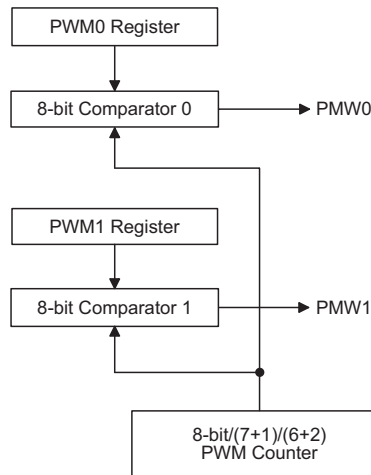 PWM0 Register
8-bit Comparator 0
PMW0
PWM1 Register
8-bit Comparator 1
PMW1
8-bit/(7+1)/(6+2)
PWM Counter